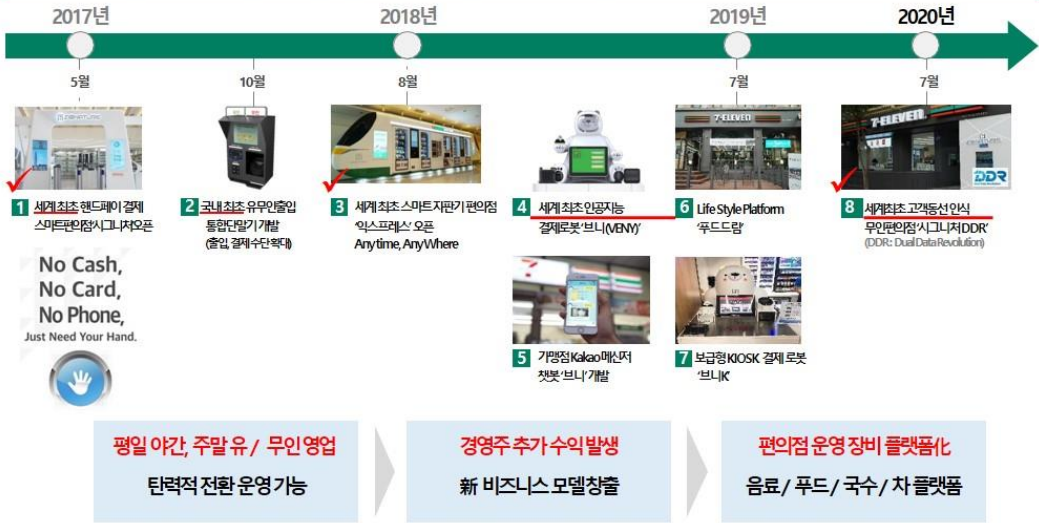 2017년
2018년
2019년
2020년
5월
10월
8월
7월
7월
1 세계 최초 핸드페이 결제
스마트편의점‘시그니처’오픈
2 국내 최초 유무인출입
통합단말기 개발
(출입, 결제 수단 확대)
3 세계 최초 스마트 자판기 편의점
‘익스프레스’ 오픈
Any time, Any Where
4 세계 최초 인공지능
결제로봇 ‘브니(VENY)’
7-ELEVEN
6 Life Style Platform
‘푸드 드림’
7-ELEVEN
DDR
8 세계최초 고객동선 인식
무인편의점 ‘시그니처 DDR’
(DDR : Dual Data Revolution)
No Cash,
No Card,
No Phone,
Just Need Your Hand.
5 가맹점 Kakao 메신저
챗봇 ‘브니’ 개발
7 보급형 KIOSK 결제 로봇
‘브니K’
평일 야간, 주말 유 / 무인 영업
탄력적 전환 운영 가능
경영주 추가 수익 발생
新 비즈니스 모델 창출
편의점 운영 장비 플랫폼化
음료 / 푸드 / 국수 / 차 플랫폼